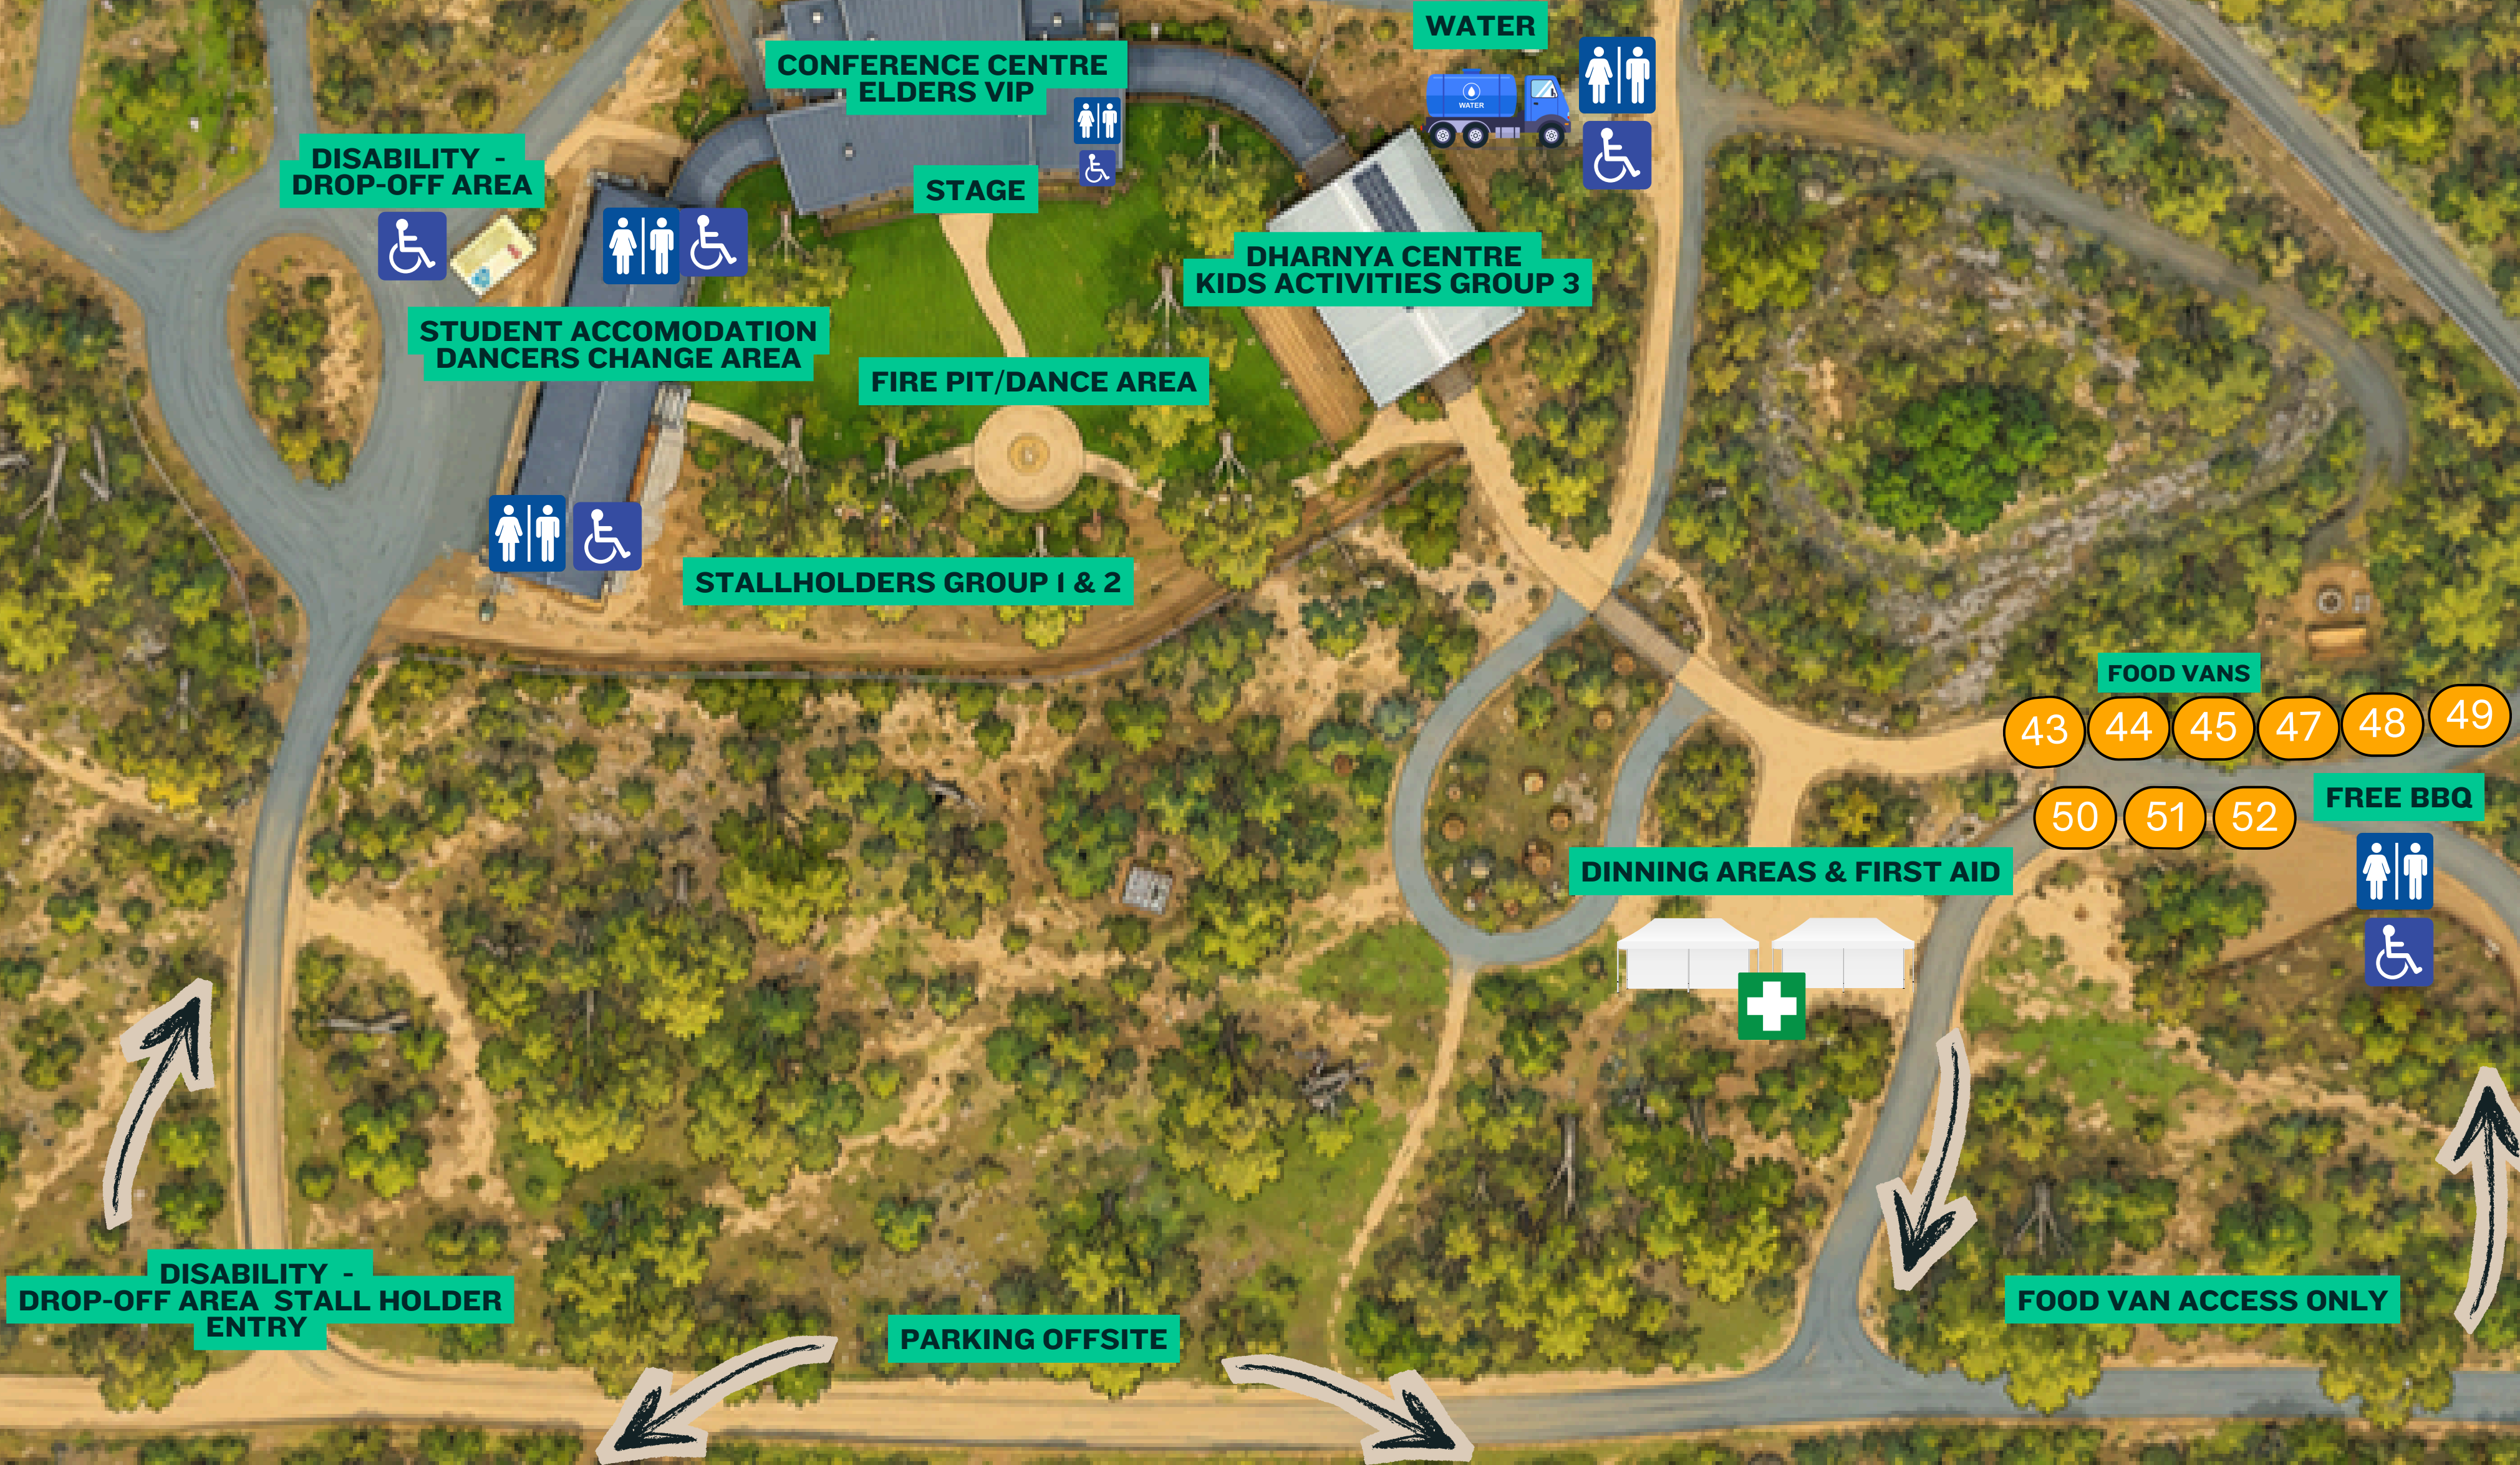 WATER
CONFERENCE CENTRE
ELDERS VIP
WATER
DISABILITY -
DROP-OFF AREA
STAGE
DHARNYA CENTRE
KIDS ACTIVITIES GROUP 3
STUDENT ACCOMODATION
DANCERS CHANGE AREA
FIRE PIT/DANCE AREA
STALLHOLDERS GROUP 1 & 2
FOOD VANS
43 44 45 47 48 49
50 51 52
FREE BBQ
DINNING AREAS & FIRST AID
DISABILITY -
DROP-OFF AREA STALL HOLDER
ENTRY
PARKING OFFSITE
FOOD VAN ACCESS ONLY